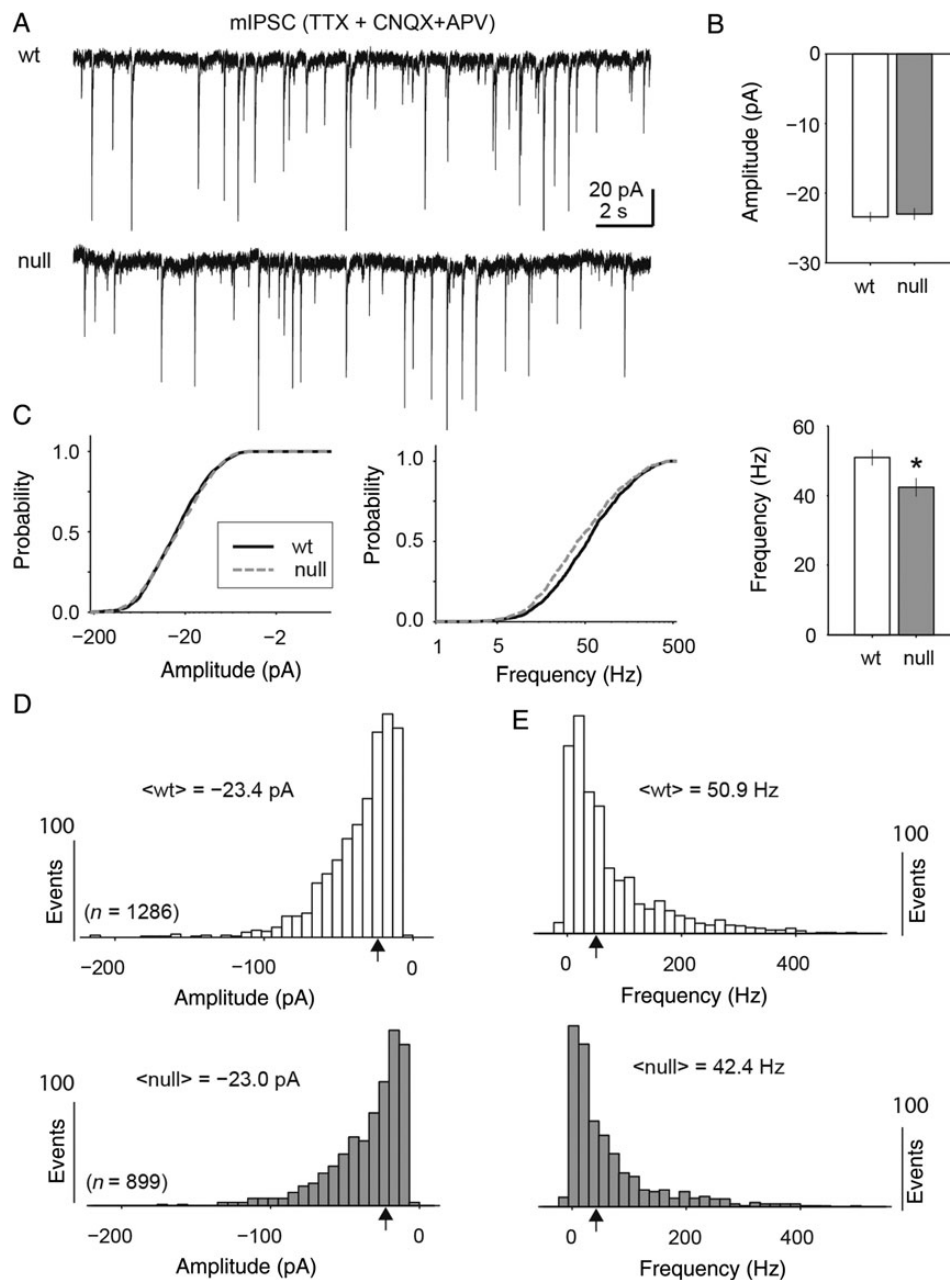 A
mIPSC (TTX + CNQX+APV)
wt
20 pA
2 s
null
B
0
−10
−20
−30
Amplitude (pA)
wt null
C
1.0
0.5
0.0
Probability
wt
null
−200 −20 −2
Amplitude (pA)
1.0
0.5
0.0
Probability
1 5 50 500
Frequency (Hz)
60
40
20
0
Frequency (Hz)
*
wt null
D
<wt> = −23.4 pA
100
Events
(n = 1286)
−200 −100 0
Amplitude (pA)
E
<wt> = 50.9 Hz
100
Events
0 200 400
Frequency (Hz)
<null> = −23.0 pA
100
Events
(n = 899)
−200 −100 0
Amplitude (pA)
<null> = 42.4 Hz
100
Events
0 200 400
Frequency (Hz)